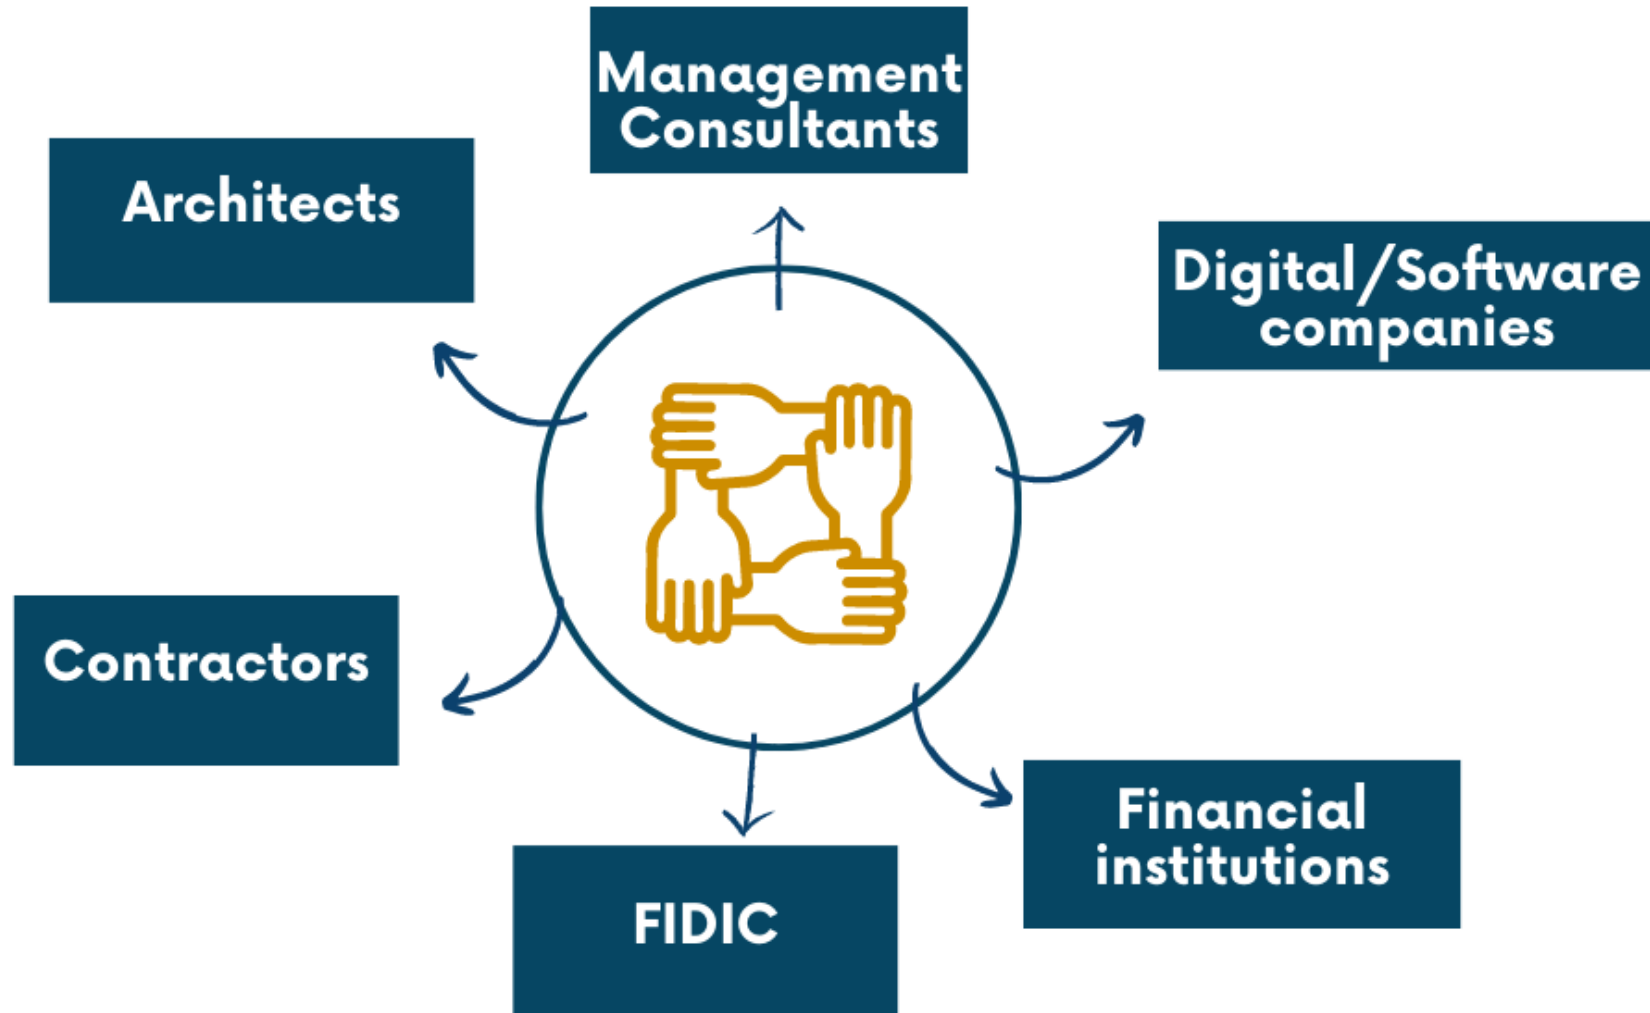 Management
Consultants
Architects
Digital/Software
companies
Contractors
Financial
institutions
FIDIC